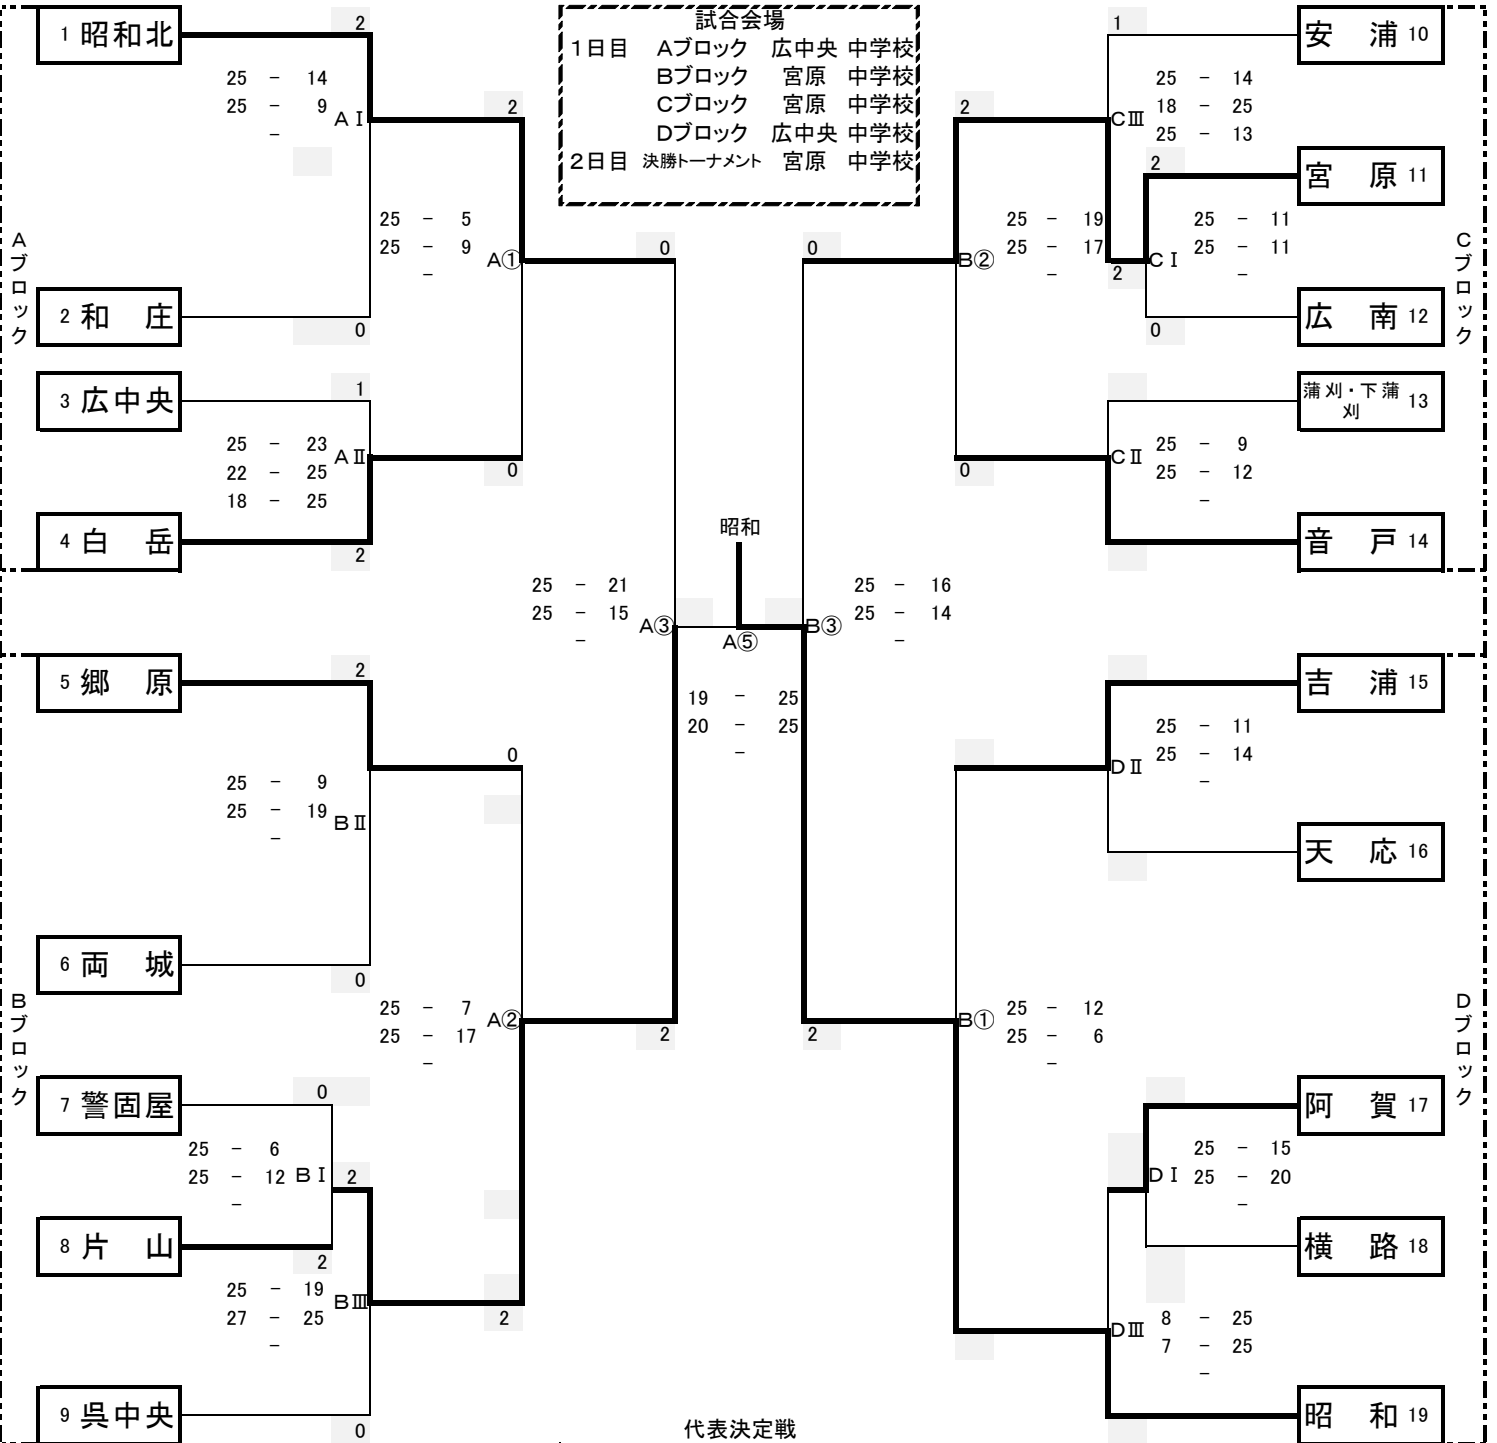 試合会場
1日目 Aブロック 広中央 中学校
Bブロック 宮原 中学校
Cブロック 宮原 中学校
Dブロック 広中央 中学校
2日目 決勝トーナメント 宮原 中学校
Aブロック
1 昭和北
2
25 - 14
25 - 9
-
AⅠ
2 和 庄
0
2
25 - 5
25 - 9
-
A①
3 広中央
1
25 - 23
22 - 25
18 - 25
AⅡ
4 白 岳
2
0
0
Bブロック
5 郷 原
2
25 - 9
25 - 19
-
BⅡ
6 両 城
0
0
25 - 7
25 - 17
-
A②
7 警固屋
0
25 - 6
25 - 12
-
BⅠ
2
8 片 山
2
25 - 19
27 - 25
-
BⅢ
9 呉中央
0
2
2
25 - 21
25 - 15
-
A③
昭和
A⑤
19 - 25
20 - 25
-
25 - 16
25 - 14
-
B③
0
2
Cブロック
1
安 浦 10
25 - 14
18 - 25
25 - 13
CⅢ
2
宮 原 11
25 - 11
25 - 11
-
CⅠ
2
0
広 南 12
2
25 - 19
25 - 17
-
B②
蒲刈・下蒲
刈 13
25 - 9
25 - 12
-
CⅡ
0
音 戸 14
Dブロック
吉 浦 15
25 - 11
25 - 14
-
DⅡ
天 応 16
25 - 12
25 - 6
-
B①
阿 賀 17
25 - 15
25 - 20
-
DⅠ
横 路 18
8 - 25
7 - 25
-
DⅢ
昭 和 19
代表決定戦